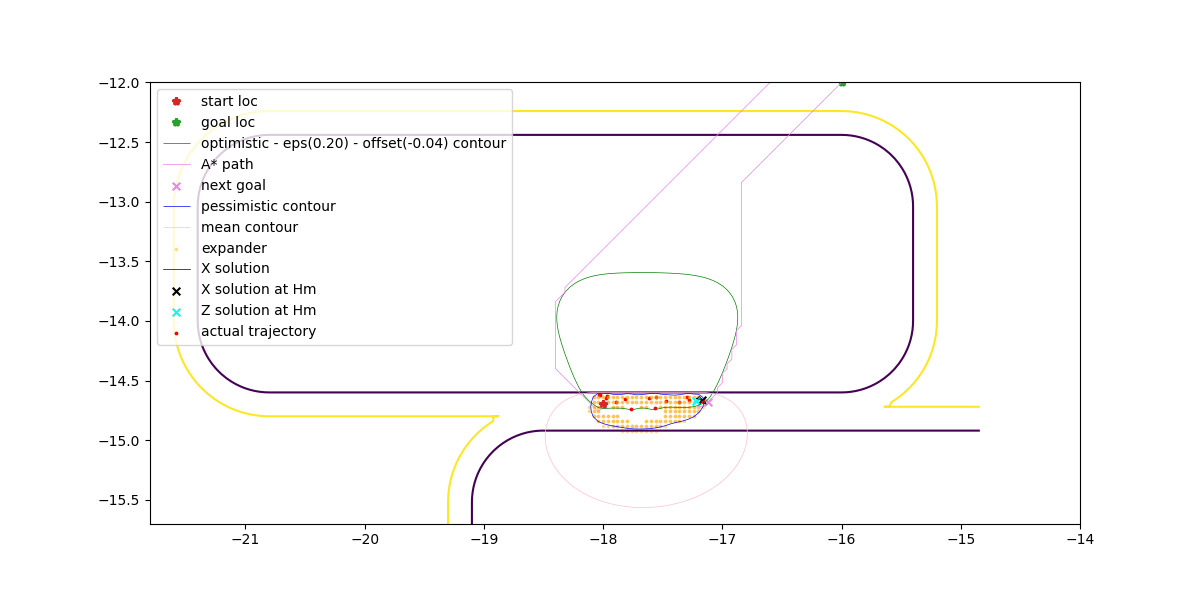 −12.0
−12.5
−13.0
−13.5
−14.0
−14.5
−15.0
−15.5
start loc
goal loc
optimistic - eps(0.20) - offset(-0.04) contour
A* path
next goal
pessimistic contour
mean contour
expander
X solution
X solution at Hm
Z solution at Hm
actual trajectory
−21 −20 −19 −18 −17 −16 −15 −14